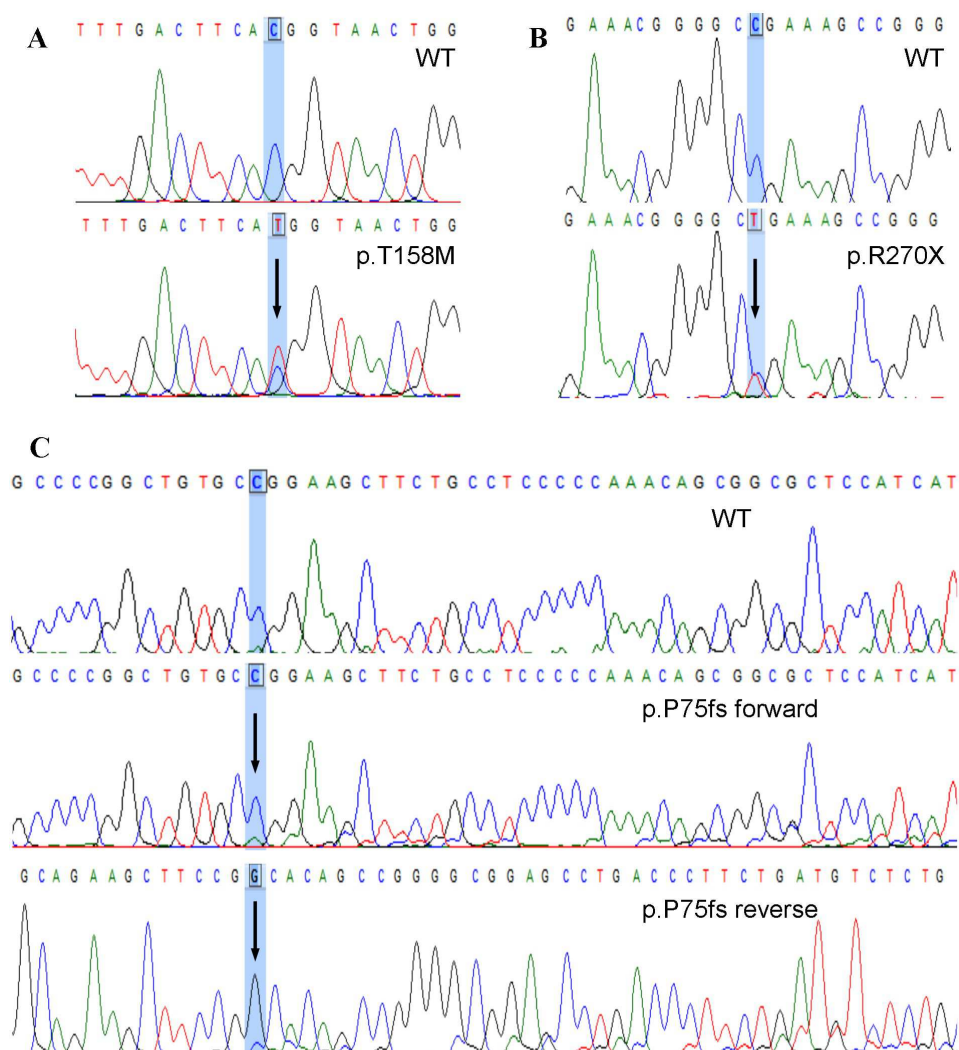 A
T T T G A C T T C A C G G T A A C T G G
WT
T T T G A C T T C A T G G T A A C T G G
p.T158M
B
G A A A C G G G G C C G A A A G C C G G G
WT
G A A A C G G G G C T G A A A G C C G G G
p.R270X
C
G C C C C G G C T G T G C C G G A A G C T T C T G C C T C C C C C A A A C A G C G G C G C T C C A T C A T
WT
G C C C C G G C T G T G C C G G A A G C T T C T G C C T C C C C C A A A C A G C G G C G C T C C A T C A T
p.P75fs forward
G C A G A A G C T T C C G G C A C A G C C G G G G C G G A G C C T G A C C C T T C T G A T G T C T C T G
p.P75fs reverse